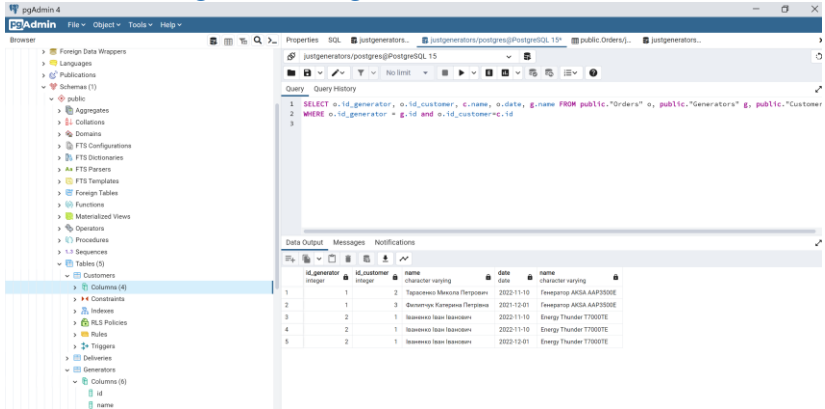 pgAdmin 4
PgAdmin File Object Tools Help
Browser
Properties SQL justgenerators... justgenerators/postgres@PostgreSQL 15* public.Orders/j... justgenerators...
Foreign Data Wrappers
Languages
Publications
Schemas (1)
public
Aggregates
Collations
Domains
FTS Configurations
FTS Dictionaries
FTS Parsers
FTS Templates
Foreign Tables
Functions
Materialized Views
Operators
Procedures
Sequences
Tables (5)
Customers
Columns (4)
Constraints
Indexes
RLS Policies
Rules
Triggers
Deliveries
Generators
Columns (6)
id
name
justgenerators/postgres@PostgreSQL 15
No limit
Query Query History
1 SELECT o.id_generator, o.id_customer, c.name, o.date, g.name FROM public."Orders" o, public."Generators" g, public."Customer
2 WHERE o.id_generator = g.id and o.id_customer=c.id
3
Data Output Messages Notifications
id_generator id_customer name date name
integer integer character varying date character varying
1 1 2 Тарасенко Микола Петрович 2022-11-10 Генератор AKSA AAP3500E
2 1 3 Филипчук Катерина Петрівна 2021-12-01 Генератор AKSA AAP3500E
3 2 1 Іваненко Іван Іванович 2022-11-10 Energy Thunder T7000TE
4 2 1 Іваненко Іван Іванович 2022-11-10 Energy Thunder T7000TE
5 2 1 Іваненко Іван Іванович 2022-12-01 Energy Thunder T7000TE